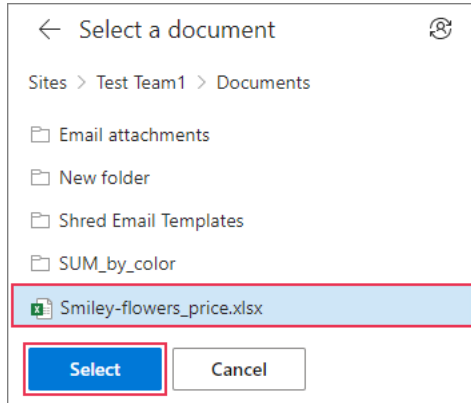 Select a document
Sites > Test Team1 > Documents
Email attachments
New folder
Shred Email Templates
SUM_by_color
Smiley-flowers_price.xlsx
Select Cancel